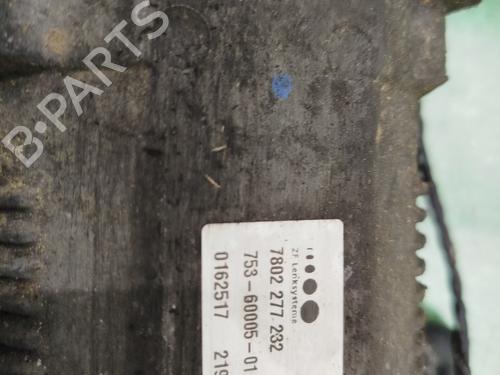 B-PARTS
ZF Lenksysteme
7802 277 232
753-60005-01
0162517 219